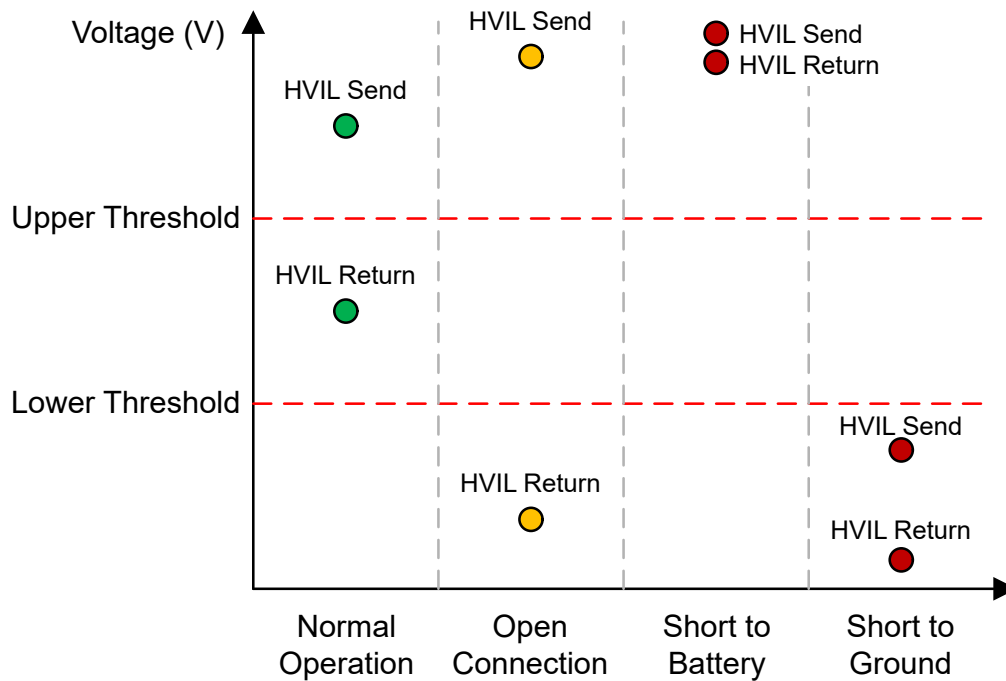 Voltage (V)
HVIL Send
HVIL Send
HVIL Send
HVIL Return
Upper Threshold
HVIL Return
Lower Threshold
HVIL Send
HVIL Return
HVIL Return
Normal
Operation
Open
Connection
Short to
Battery
Short to
Ground